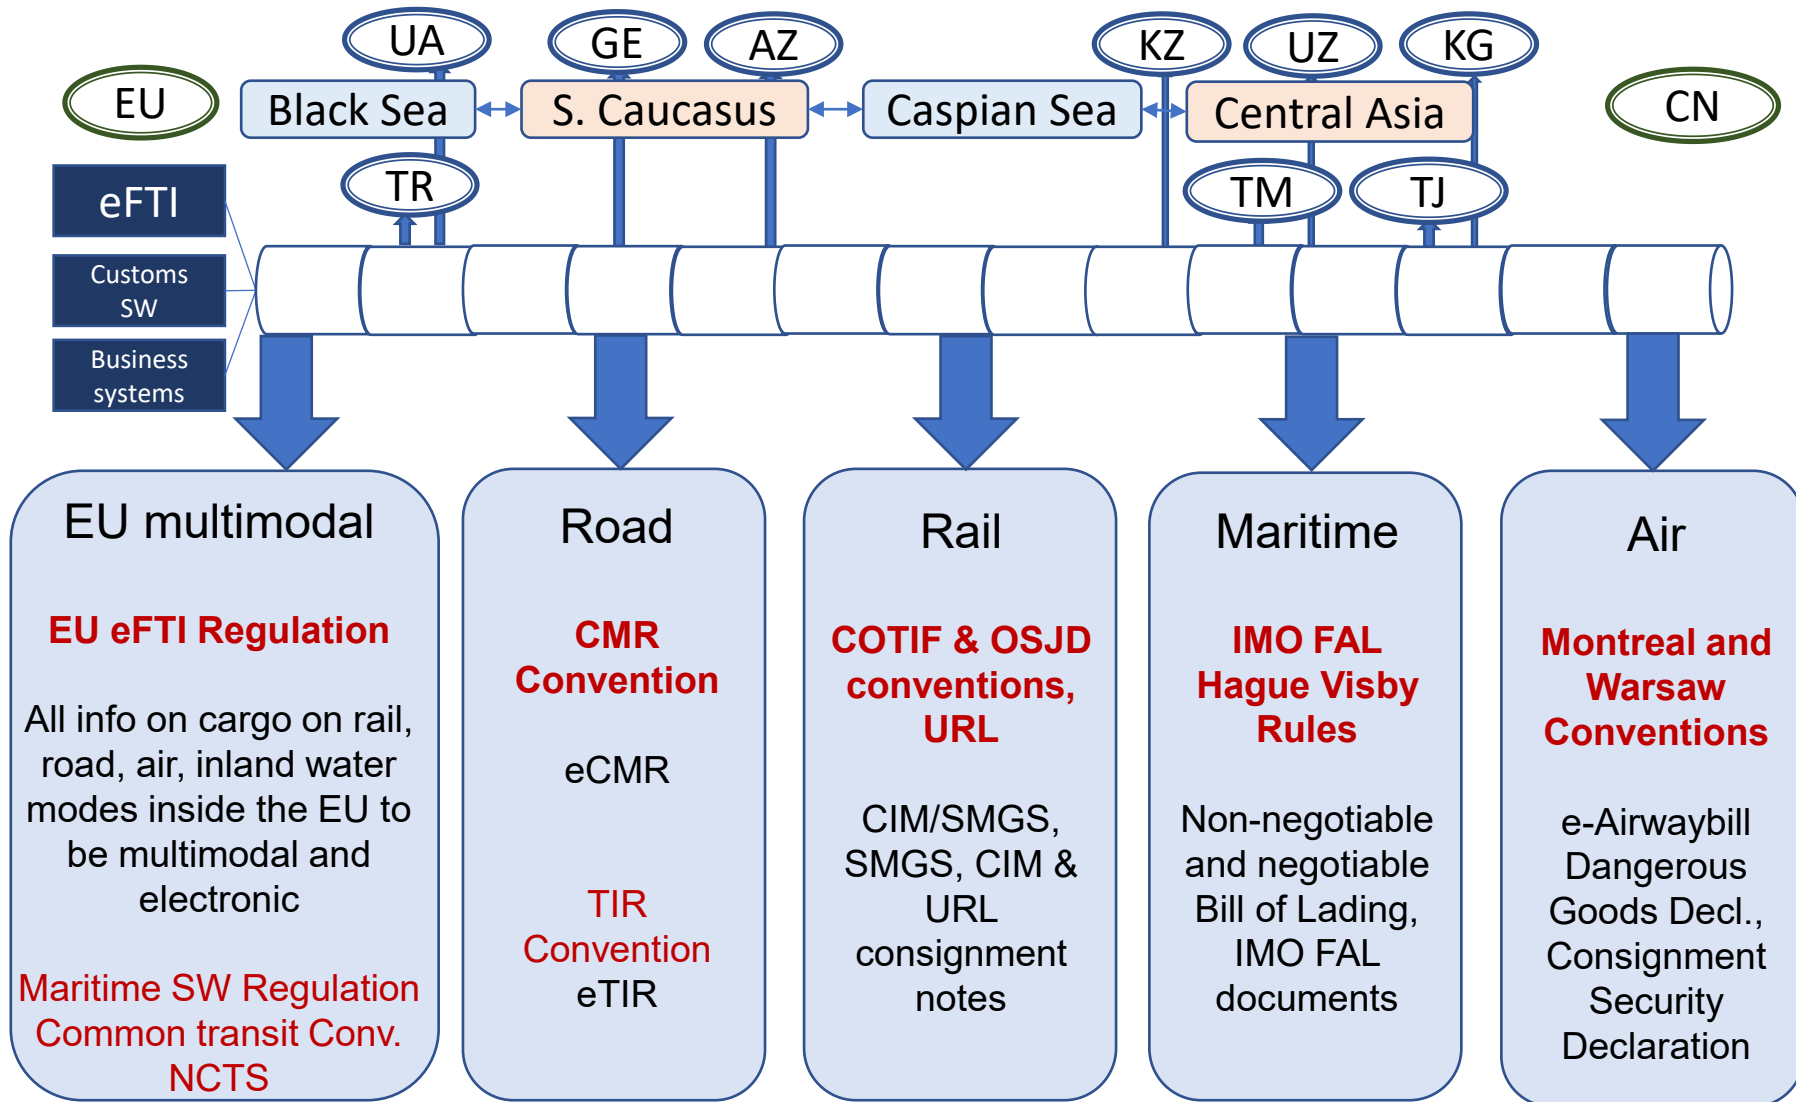 UA
GE
AZ
KZ
UZ
KG
EU
Black Sea
S. Caucasus
Caspian Sea
Central Asia
CN
TR
TM
TJ
eFTI
Customs
SW
Business
systems
EU multimodal
EU eFTI Regulation
All info on cargo on rail,
road, air, inland water
modes inside the EU to
be multimodal and
electronic
Maritime SW Regulation
Common transit Conv.
NCTS
Road
CMR
Convention
eCMR
TIR
Convention
eTIR
Rail
COTIF & OSJD
conventions,
URL
CIM/SMGS,
SMGS, CIM &
URL
consignment
notes
Maritime
IMO FAL
Hague Visby
Rules
Non-negotiable
and negotiable
Bill of Lading,
IMO FAL
documents
Air
Montreal and
Warsaw
Conventions
e-Airwaybill
Dangerous
Goods Decl.,
Consignment
Security
Declaration